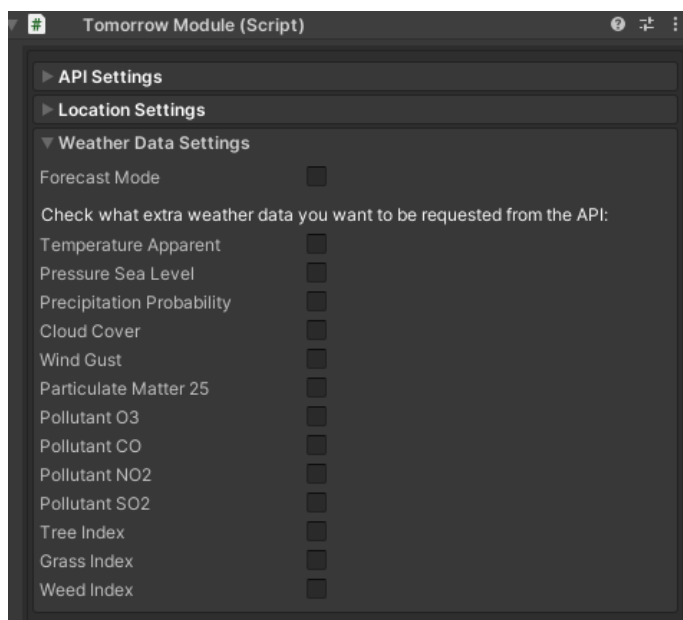 Tomorrow Module (Script)
API Settings
Location Settings
Weather Data Settings
Forecast Mode
Check what extra weather data you want to be requested from the API:
Temperature Apparent
Pressure Sea Level
Precipitation Probability
Cloud Cover
Wind Gust
Particulate Matter 25
Pollutant O3
Pollutant CO
Pollutant NO2
Pollutant SO2
Tree Index
Grass Index
Weed Index